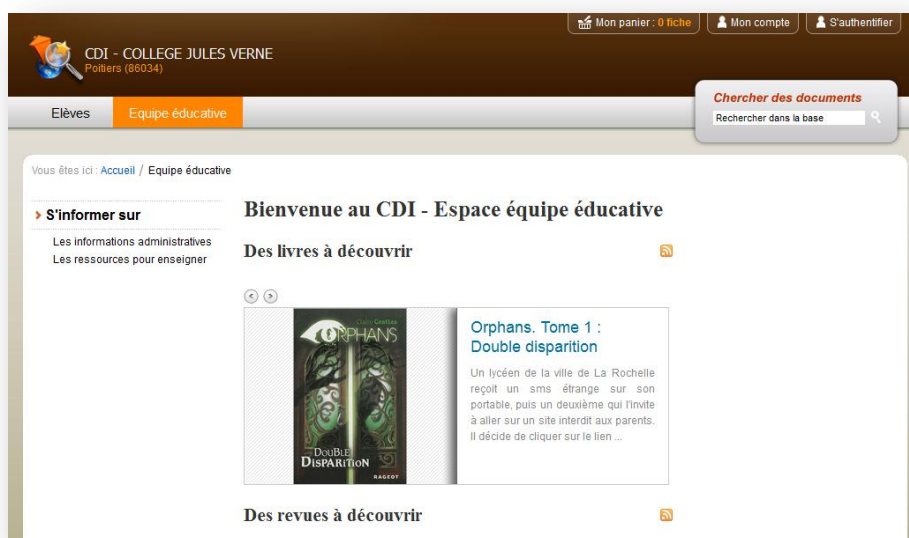 Mon panier : 0 fiche
Mon compte
S'authentifier
CDI - COLLEGE JULES VERNE
Poitiers (86034)
Elèves
Equipe éducative
Chercher des documents
Rechercher dans la base
Vous êtes ici : Accueil / Equipe éducative
S'informer sur
Les informations administratives
Les ressources pour enseigner
Bienvenue au CDI - Espace équipe éducative
Des livres à découvrir
ORPHANS
DOUBLE
DISPARITION
RAGEOT
Orphans. Tome 1 :
Double disparition
Un lycéen de la ville de La Rochelle
reçoit un sms étrange sur son
portable, puis un deuxième qui l'invite
à aller sur un site interdit aux parents.
Il décide de cliquer sur le lien ...
Des revues à découvrir